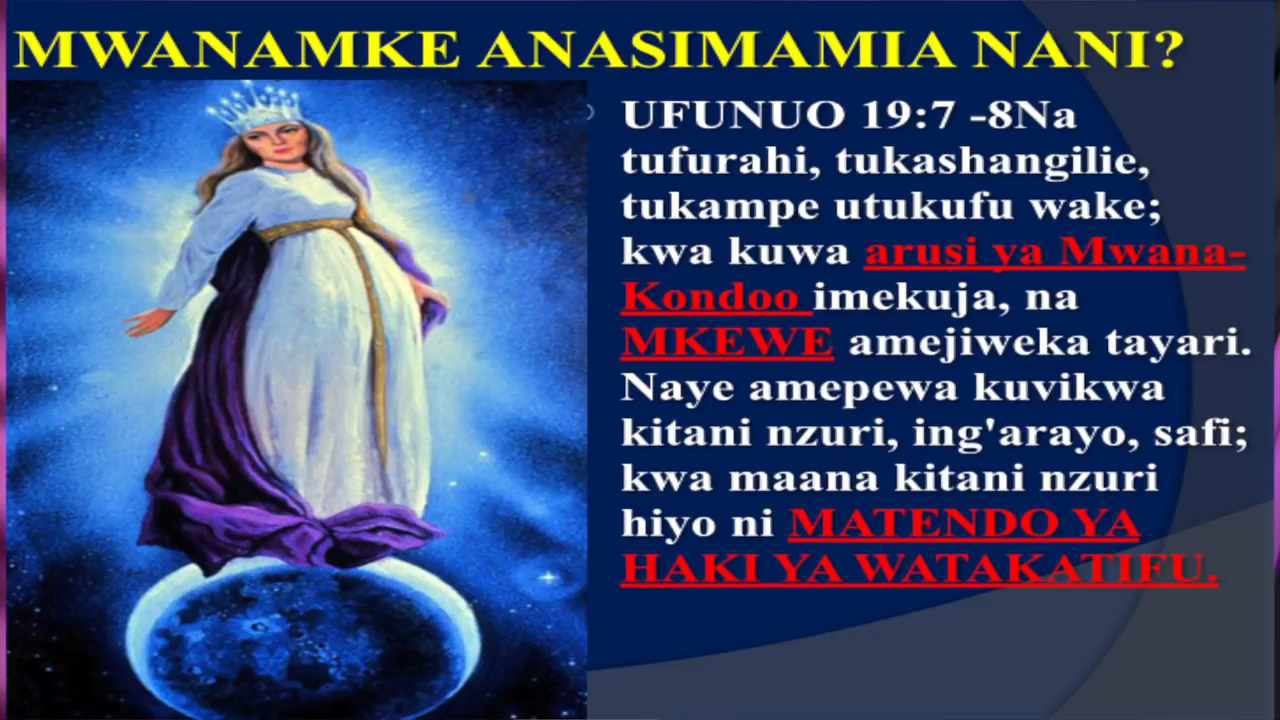 MWANAMKE ANASIMAMIA NANI?
UFUNUO 19:7 -8Na
tufurahi, tukashangilie,
tukampe utukufu wake;
kwa kuwa arusi ya Mwana-
Kondoo imekuja, na
MKEWE amejiweka tayari.
Naye amepewa kuvikwa
kitani nzuri, ing'arayo, safi;
kwa maana kitani nzuri
hiyo ni MATENDO YA
HAKI YA WATAKATIFU.